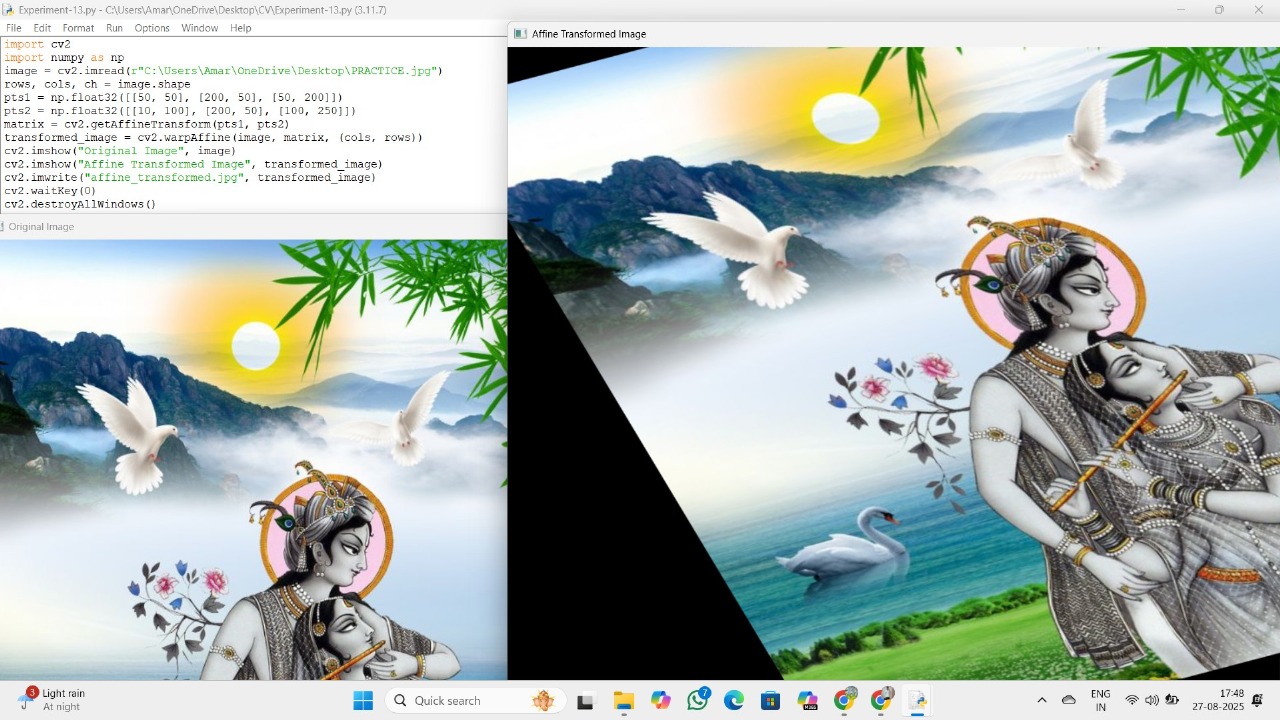 Experiment-13.py - C:\Users\Amar\OneDrive\Desktop\CV\Experiment-13.py (3.11.7)
File Edit Format Run Options Window Help
import cv2
import numpy as np
image = cv2.imread(r"C:\Users\Amar\OneDrive\Desktop\PRACTICE.jpg")
rows, cols, ch = image.shape
pts1 = np.float32([[50, 50], [200, 50], [50, 200]])
pts2 = np.float32([[10, 100], [200, 50], [100, 250]])
matrix = cv2.getAffineTransform(pts1, pts2)
transformed_image = cv2.warpAffine(image, matrix, (cols, rows))
cv2.imshow("Original Image", image)
cv2.imshow("Affine Transformed Image", transformed_image)
cv2.imwrite("affine_transformed.jpg", transformed_image)
cv2.waitKey(0)
cv2.destroyAllWindows()
Original Image
Affine Transformed Image
3
Light rain
At night
Quick search
M365
7
ENG
IN
17:48
27-08-2025